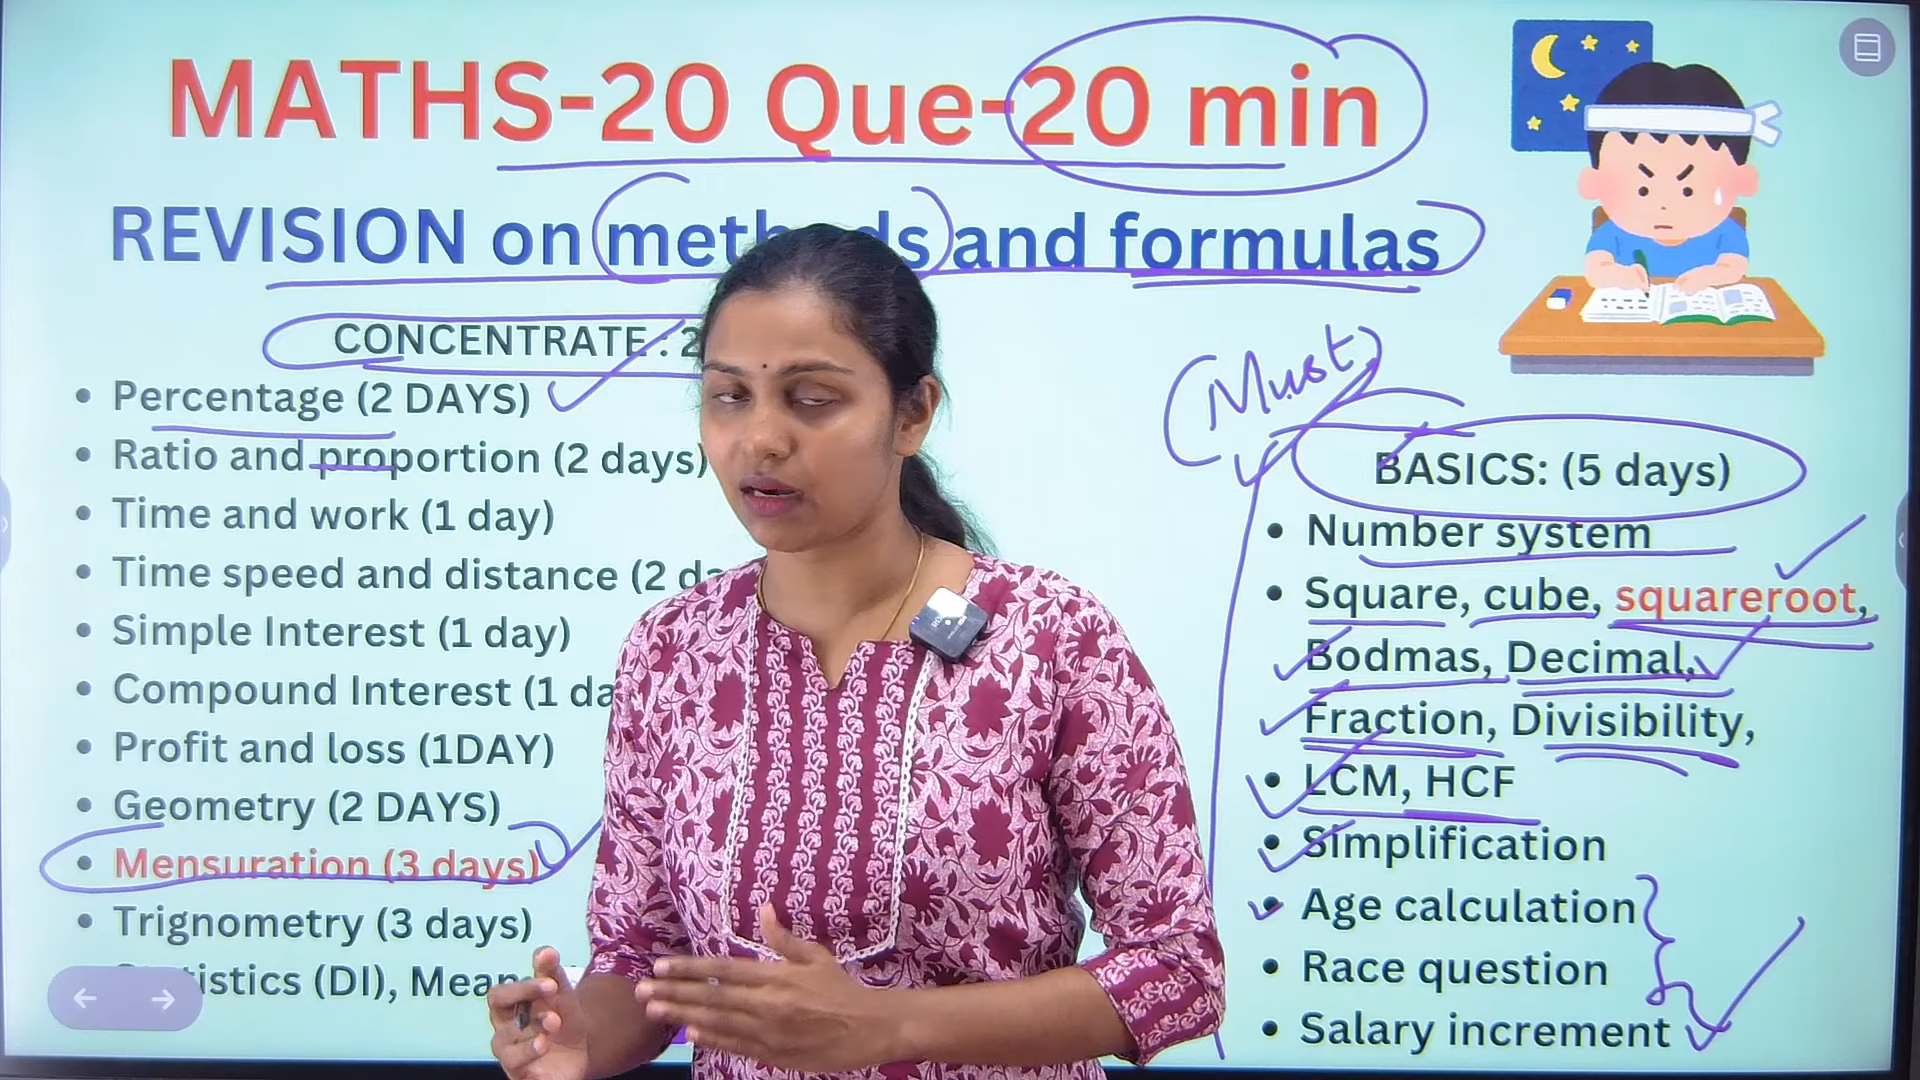 MATHS-20 Que-20 min
REVISION on methods and formulas
CONCENTRATE : 2
Percentage (2 DAYS)
Ratio and proportion (2 days)
Time and work (1 day)
Time speed and distance (2 da
Simple Interest (1 day)
Compound Interest (1 da
Profit and loss (1DAY)
Geometry (2 DAYS)
Mensuration (3 days)
Trignometry (3 days)
istics (DI), Mean
Must
BASICS: (5 days)
Number system
Square, cube, squareroot,
Bodmas, Decimal,
Fraction, Divisibility,
LCM, HCF
Simplification
Age calculation
Race question
Salary increment